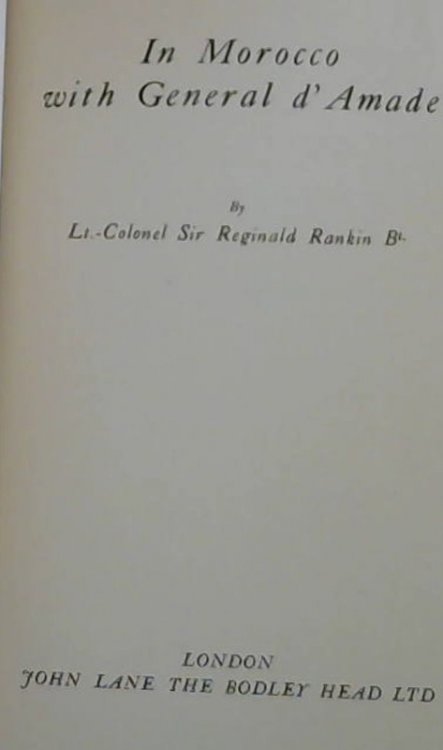 In Morocco
with General d'Amade
By
Lt.-Colonel Sir Reginald Rankin Bt.
LONDON
JOHN LANE THE BODLEY HEAD LTD